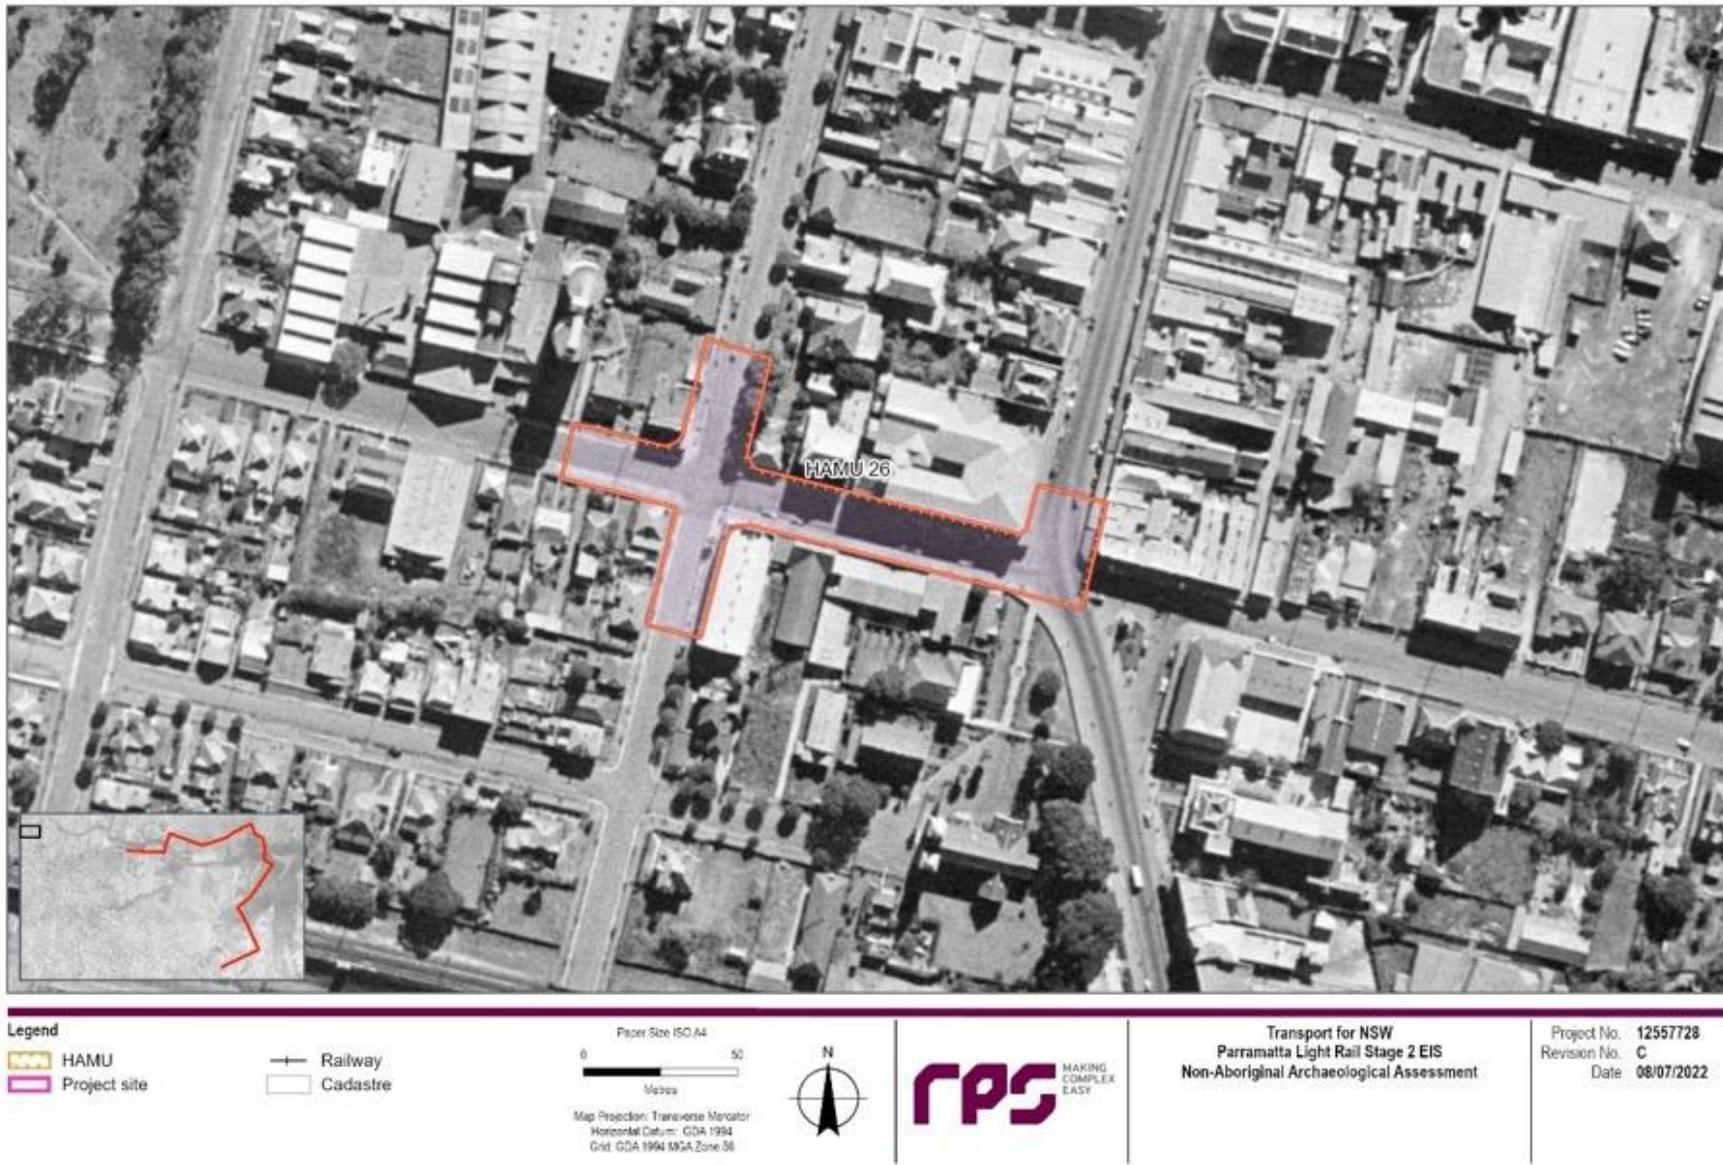 HAMU 26
Legend
HAMU
Project site
Railway
Cadastre
Paper Size ISO A4
0 50
Metres
Map Projection: Transverse Mercator
Horizontal Datum: GDA 1994
Grid: GDA 1994 MGA Zone 56
N
rps
MAKING
COMPLEX
EASY
Transport for NSW
Parramatta Light Rail Stage 2 EIS
Non-Aboriginal Archaeological Assessment
Project No. 12557728
Revision No. C
Date 08/07/2022